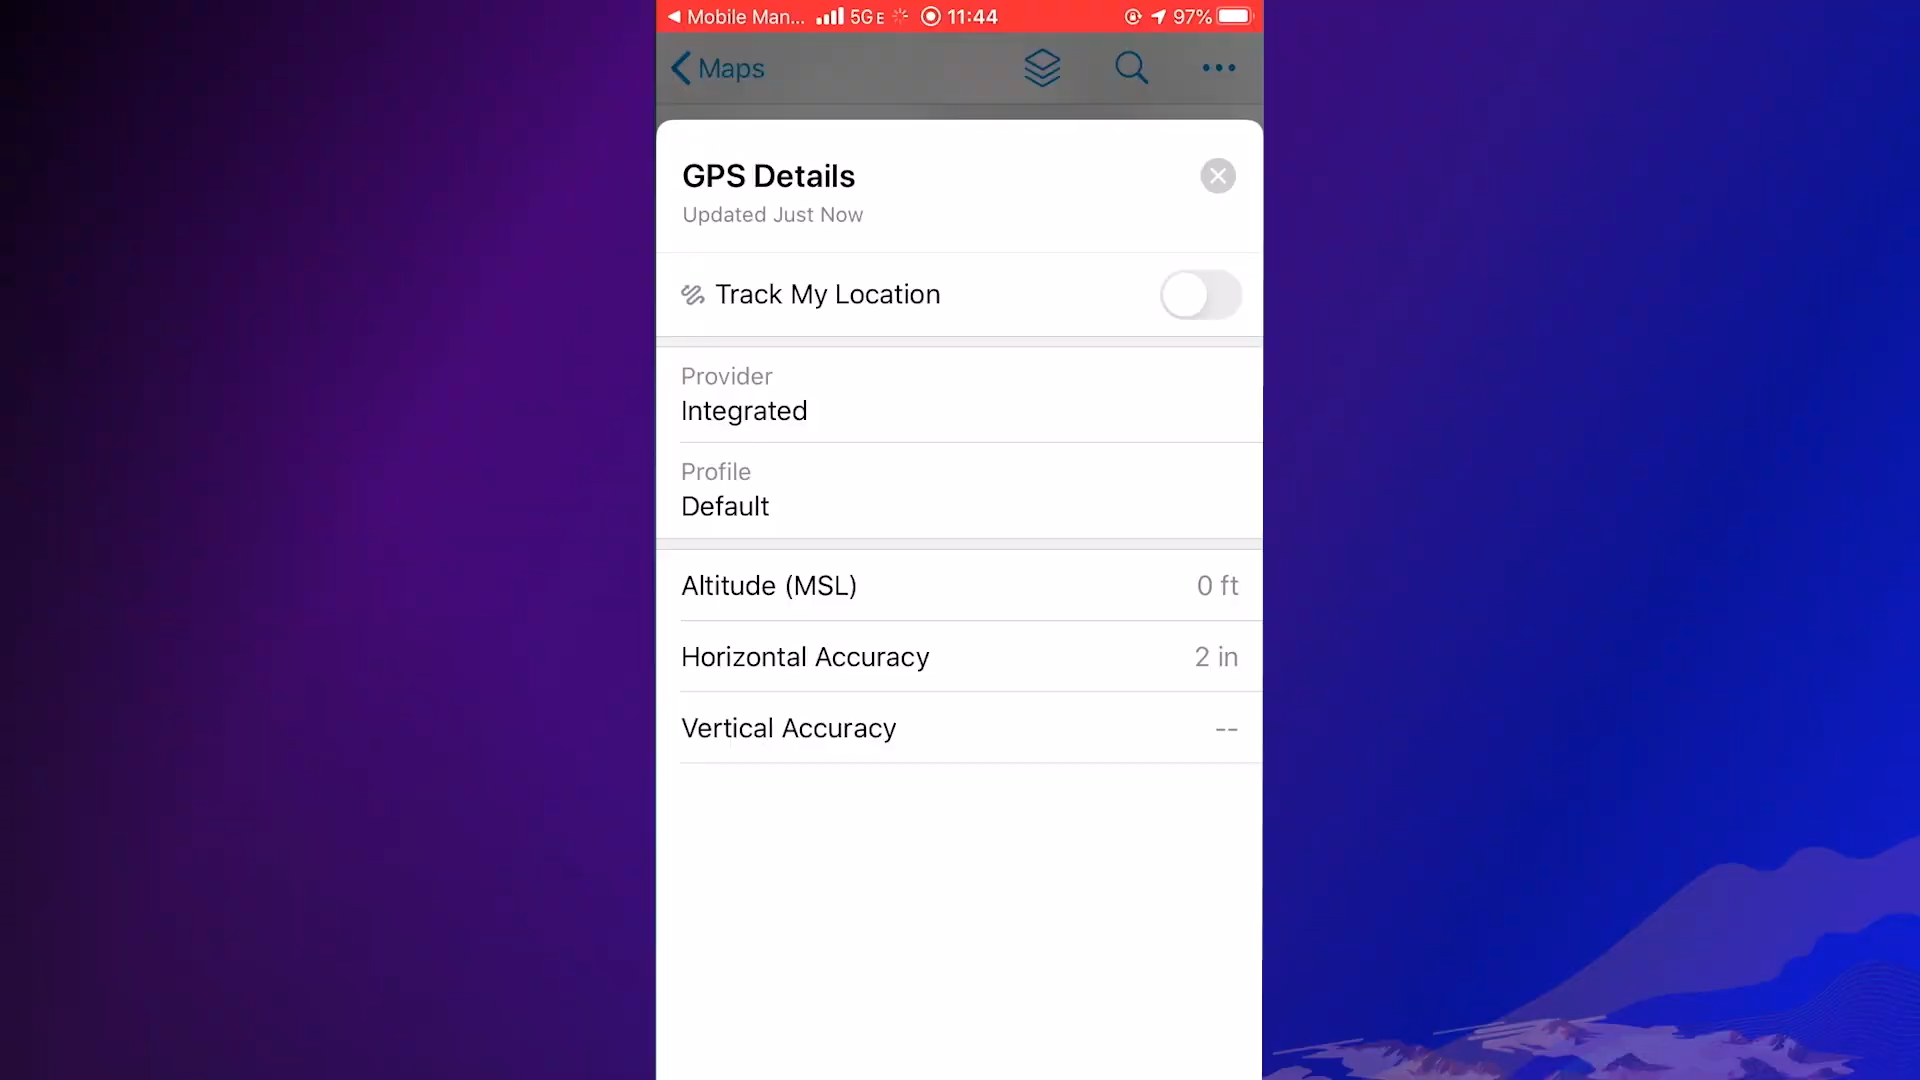 Mobile Man... 5GE 11:44 97%
Maps
GPS Details
Updated Just Now
Track My Location
Provider
Integrated
Profile
Default
Altitude (MSL) 0 ft
Horizontal Accuracy 2 in
Vertical Accuracy --